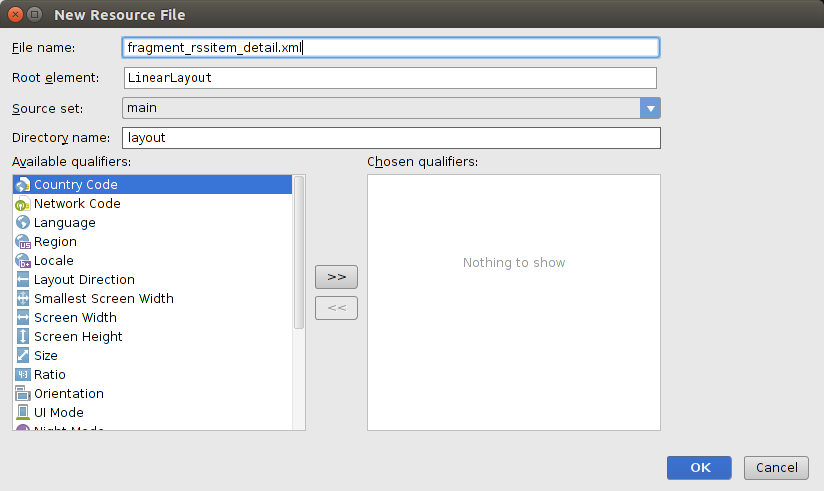 New Resource File
File name: fragment_rssitem_detail.xml
Root element: LinearLayout
Source set: main
Directory name: layout
Available qualifiers: Chosen qualifiers:
Country Code
Network Code
Language
Region
Locale
Layout Direction
Smallest Screen Width
Screen Width
Screen Height
Size
Ratio
Orientation
UI Mode
Night Mode
>>
<<
Nothing to show
OK Cancel